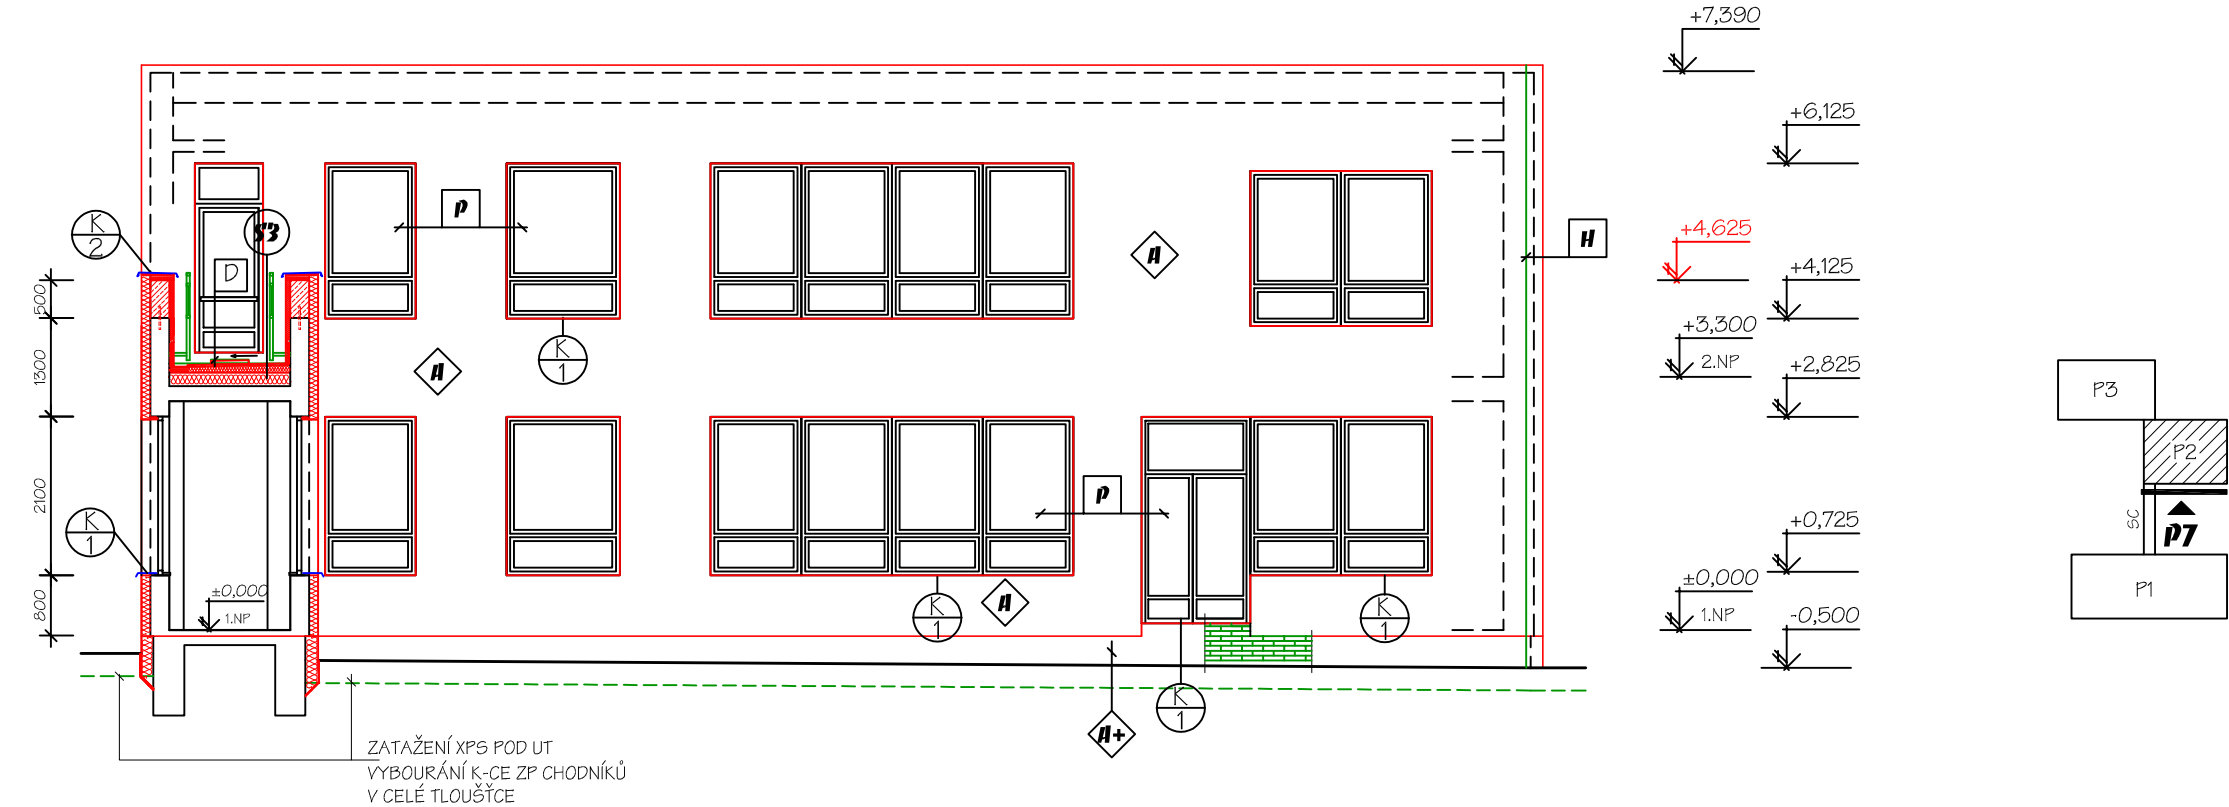 +7,390
+6,125
+4,625
+4,125
+3,300
2.NP
+2,825
+0,725
±0,000
1.NP
-0,500
K
2
S3
D
P
A
H
500
1300
2100
800
K
1
A
K
1
P
±0,000
1.NP
K
1
A
K
1
A+
K
1
P3
P2
SC
P7
P1
ZATAŽENÍ XPS POD UT
VYBOURÁNÍ K-CE ZP CHODNÍKŮ
V CELÉ TLOUŠŤCE